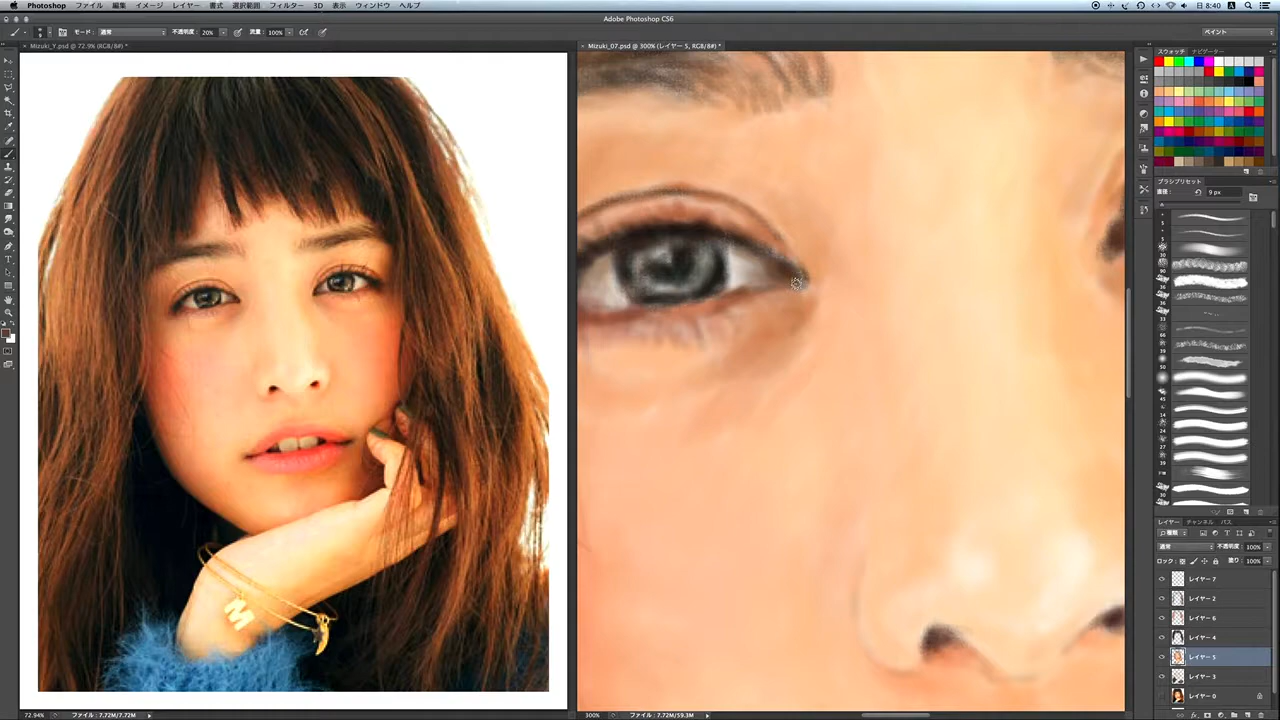 Photoshop ファイル 編集 イメージ レイヤー 書式 選択範囲 フィルター 3D 表示 ウィンドウ ヘルプ
日 8:40
Adobe Photoshop CS6
モード: 通常 不透明度: 20% 流量: 100% ペイント
Mizuki_Y.psd @ 72.9% (RGB/8#) *
Mizuki_07.psd @ 300% (レイヤー 5, RGB/8#) *
スウォッチ ナビゲーター
ブラシプリセット
直径: 9 px
M
レイヤー チャンネル パス
種類
通常 不透明度: 100%
ロック: 塗り: 100%
レイヤー 7
レイヤー 2
レイヤー 6
レイヤー 4
レイヤー 5
レイヤー 3
レイヤー 0
72.94% ファイル : 7.72M/7.72M
300% ファイル : 7.72M/59.3M